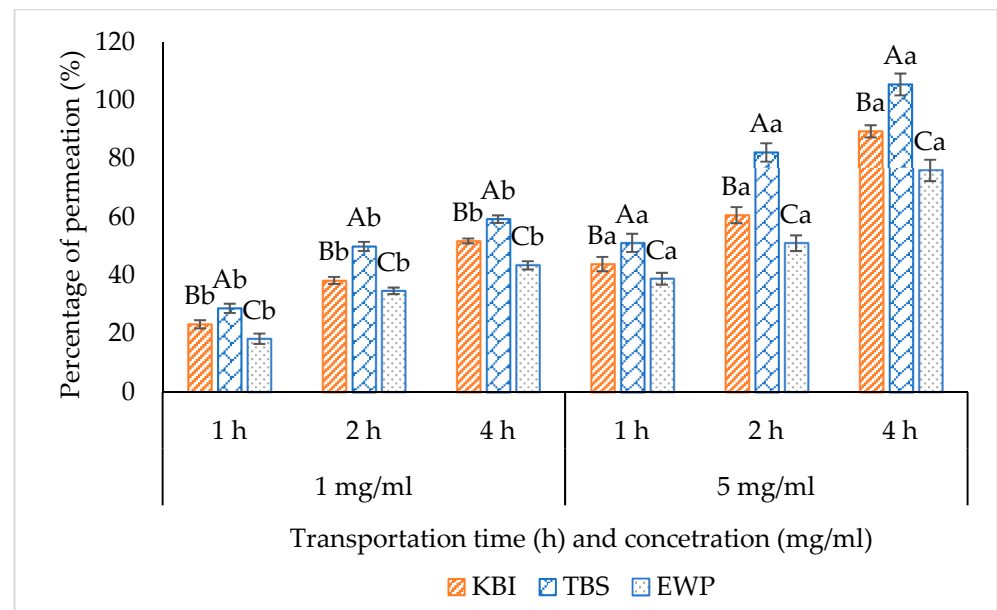 Percentage of permeation (%)
120
100
80
60
40
20
0
Bb Ab Cb
Bb Ab Cb
Bb Ab Cb
Ba Aa Ca
Ba Aa Ca
Ba Aa Ca
1 h 2 h 4 h 1 h 2 h 4 h
1 mg/ml 5 mg/ml
Transportation time (h) and concetration (mg/ml)
KBI TBS EWP